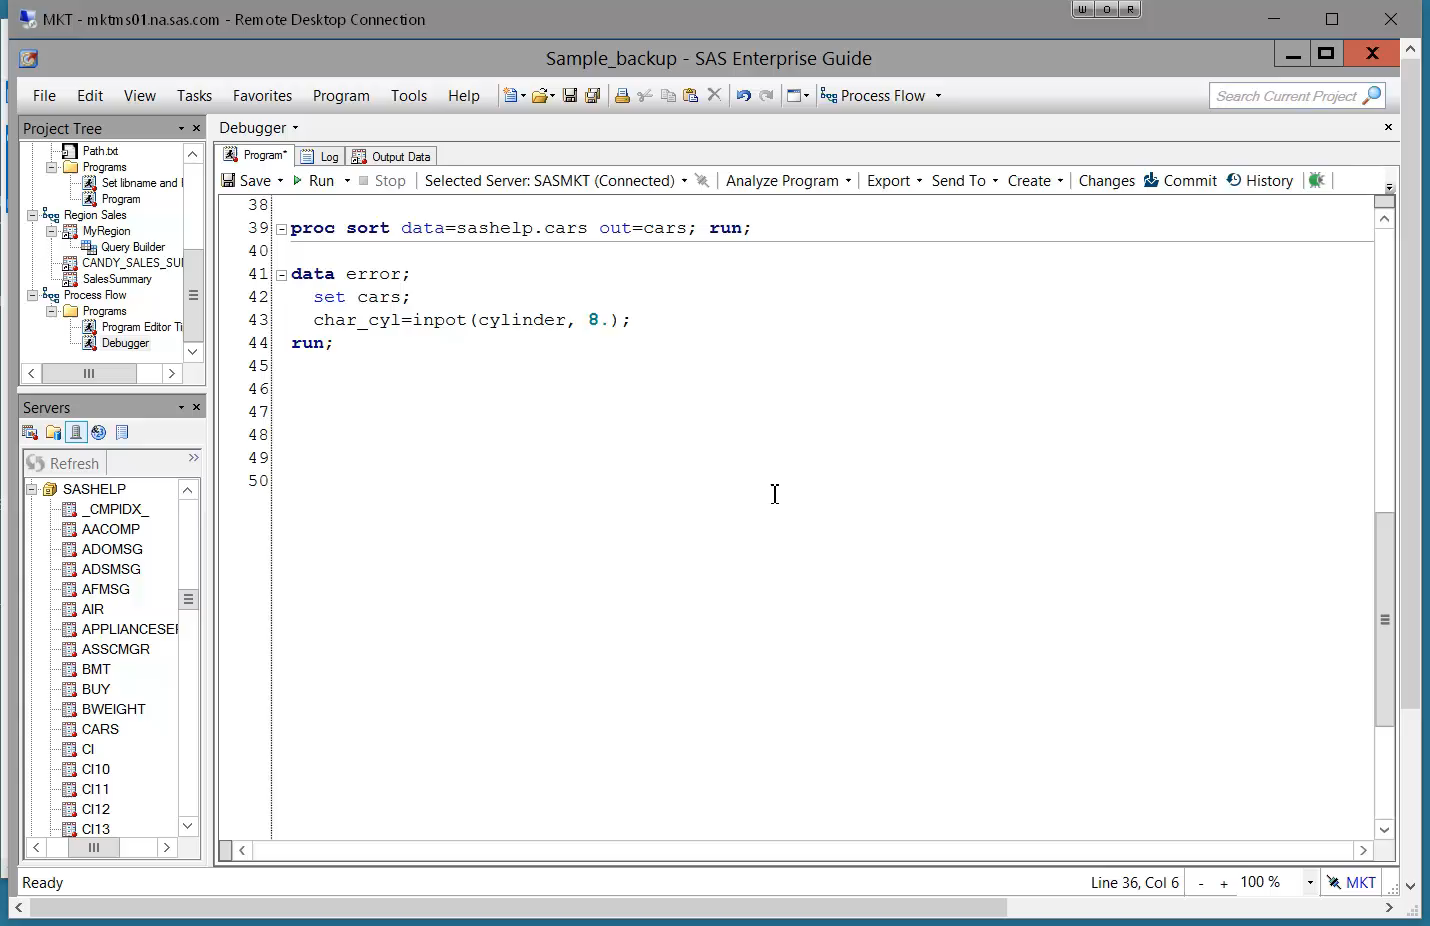 MKT - mktms01.na.sas.com - Remote Desktop Connection
W O R
Sample_backup - SAS Enterprise Guide
File Edit View Tasks Favorites Program Tools Help Process Flow Search Current Project
Project Tree
Path.txt
Programs
Set libname and
Program
Region Sales
MyRegion
Query Builder
CANDY_SALES_SU
SalesSummary
Process Flow
Programs
Program Editor Ti
Debugger
Servers
Refresh
SASHELP
_CMPIDX_
AACOMP
ADOMSG
ADSMSG
AFMSG
AIR
APPLIANCESE
ASSCMGR
BMT
BUY
BWEIGHT
CARS
CI
CI10
CI11
CI12
CI13
Debugger
Program* Log Output Data
Save Run Stop Selected Server: SASMKT (Connected) Analyze Program Export Send To Create Changes Commit History
38
39 proc sort data=sashelp.cars out=cars; run;
40
41 data error;
42 set cars;
43 char_cyl=inpot(cylinder, 8.);
44 run;
45
46
47
48
49
50
Ready Line 36, Col 6 - + 100 % MKT